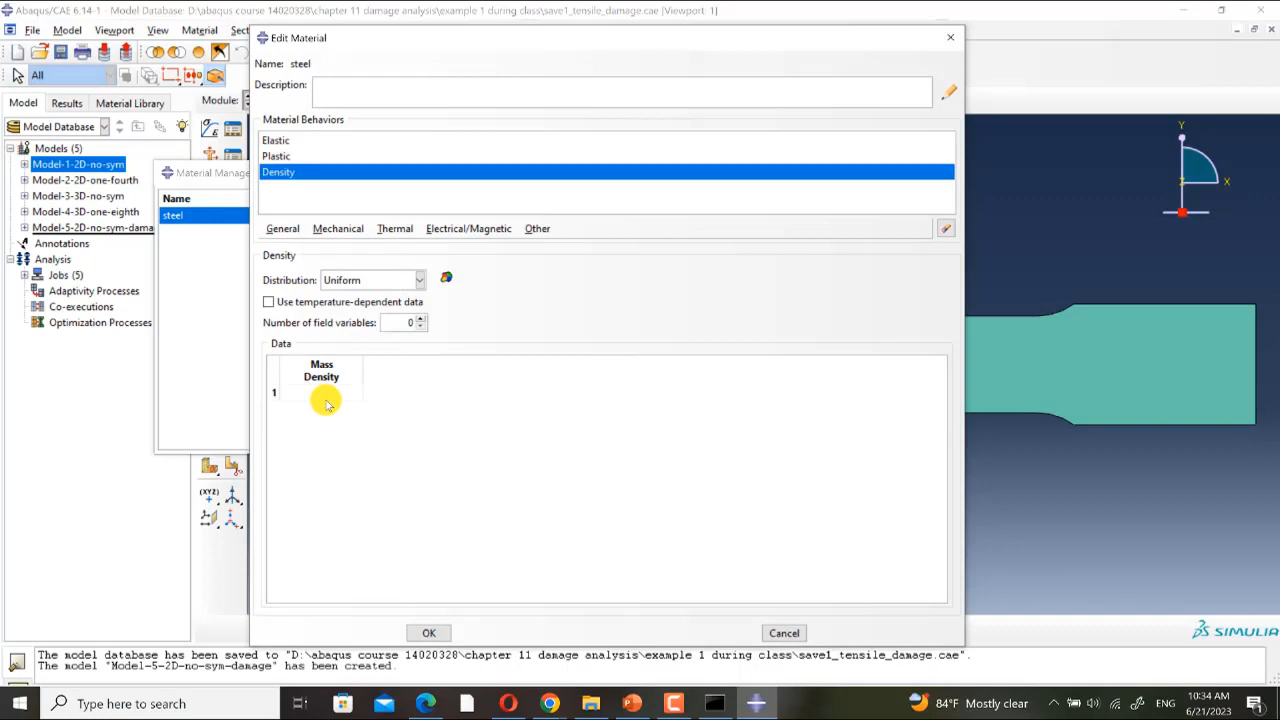 Abaqus/CAE 6.14-1 - Model Database: D:\abaqus course 14020328\chapter 11 damage analysis\example 1 during class\save1_tensile_damage.cae [Viewport: 1]
File Model Viewport View Material Sect
Edit Material
Name: steel
Description:
All
Model Results Material Library Module:
Model Database
Models (5)
Model-1-2D-no-sym
Model-2-2D-one-fourth
Model-3-3D-no-sym
Model-4-3D-one-eighth
Model-5-2D-no-sym-dama
Annotations
Analysis
Jobs (5)
Adaptivity Processes
Co-executions
Optimization Processes
Material Manage
Name
steel
Material Behaviors
Elastic
Plastic
Density
General Mechanical Thermal Electrical/Magnetic Other
Density
Distribution: Uniform
Use temperature-dependent data
Number of field variables: 0
Data
Mass
Density
1
OK Cancel
(XYZ)
Y
Z
X
SIMULIA
The model database has been saved to "D:\abaqus course 14020328\chapter 11 damage analysis\example 1 during class\save1_tensile_damage.cae".
The model "Model-5-2D-no-sym-damage" has been created.
Type here to search
84°F Mostly clear
ENG
10:34 AM
6/21/2023